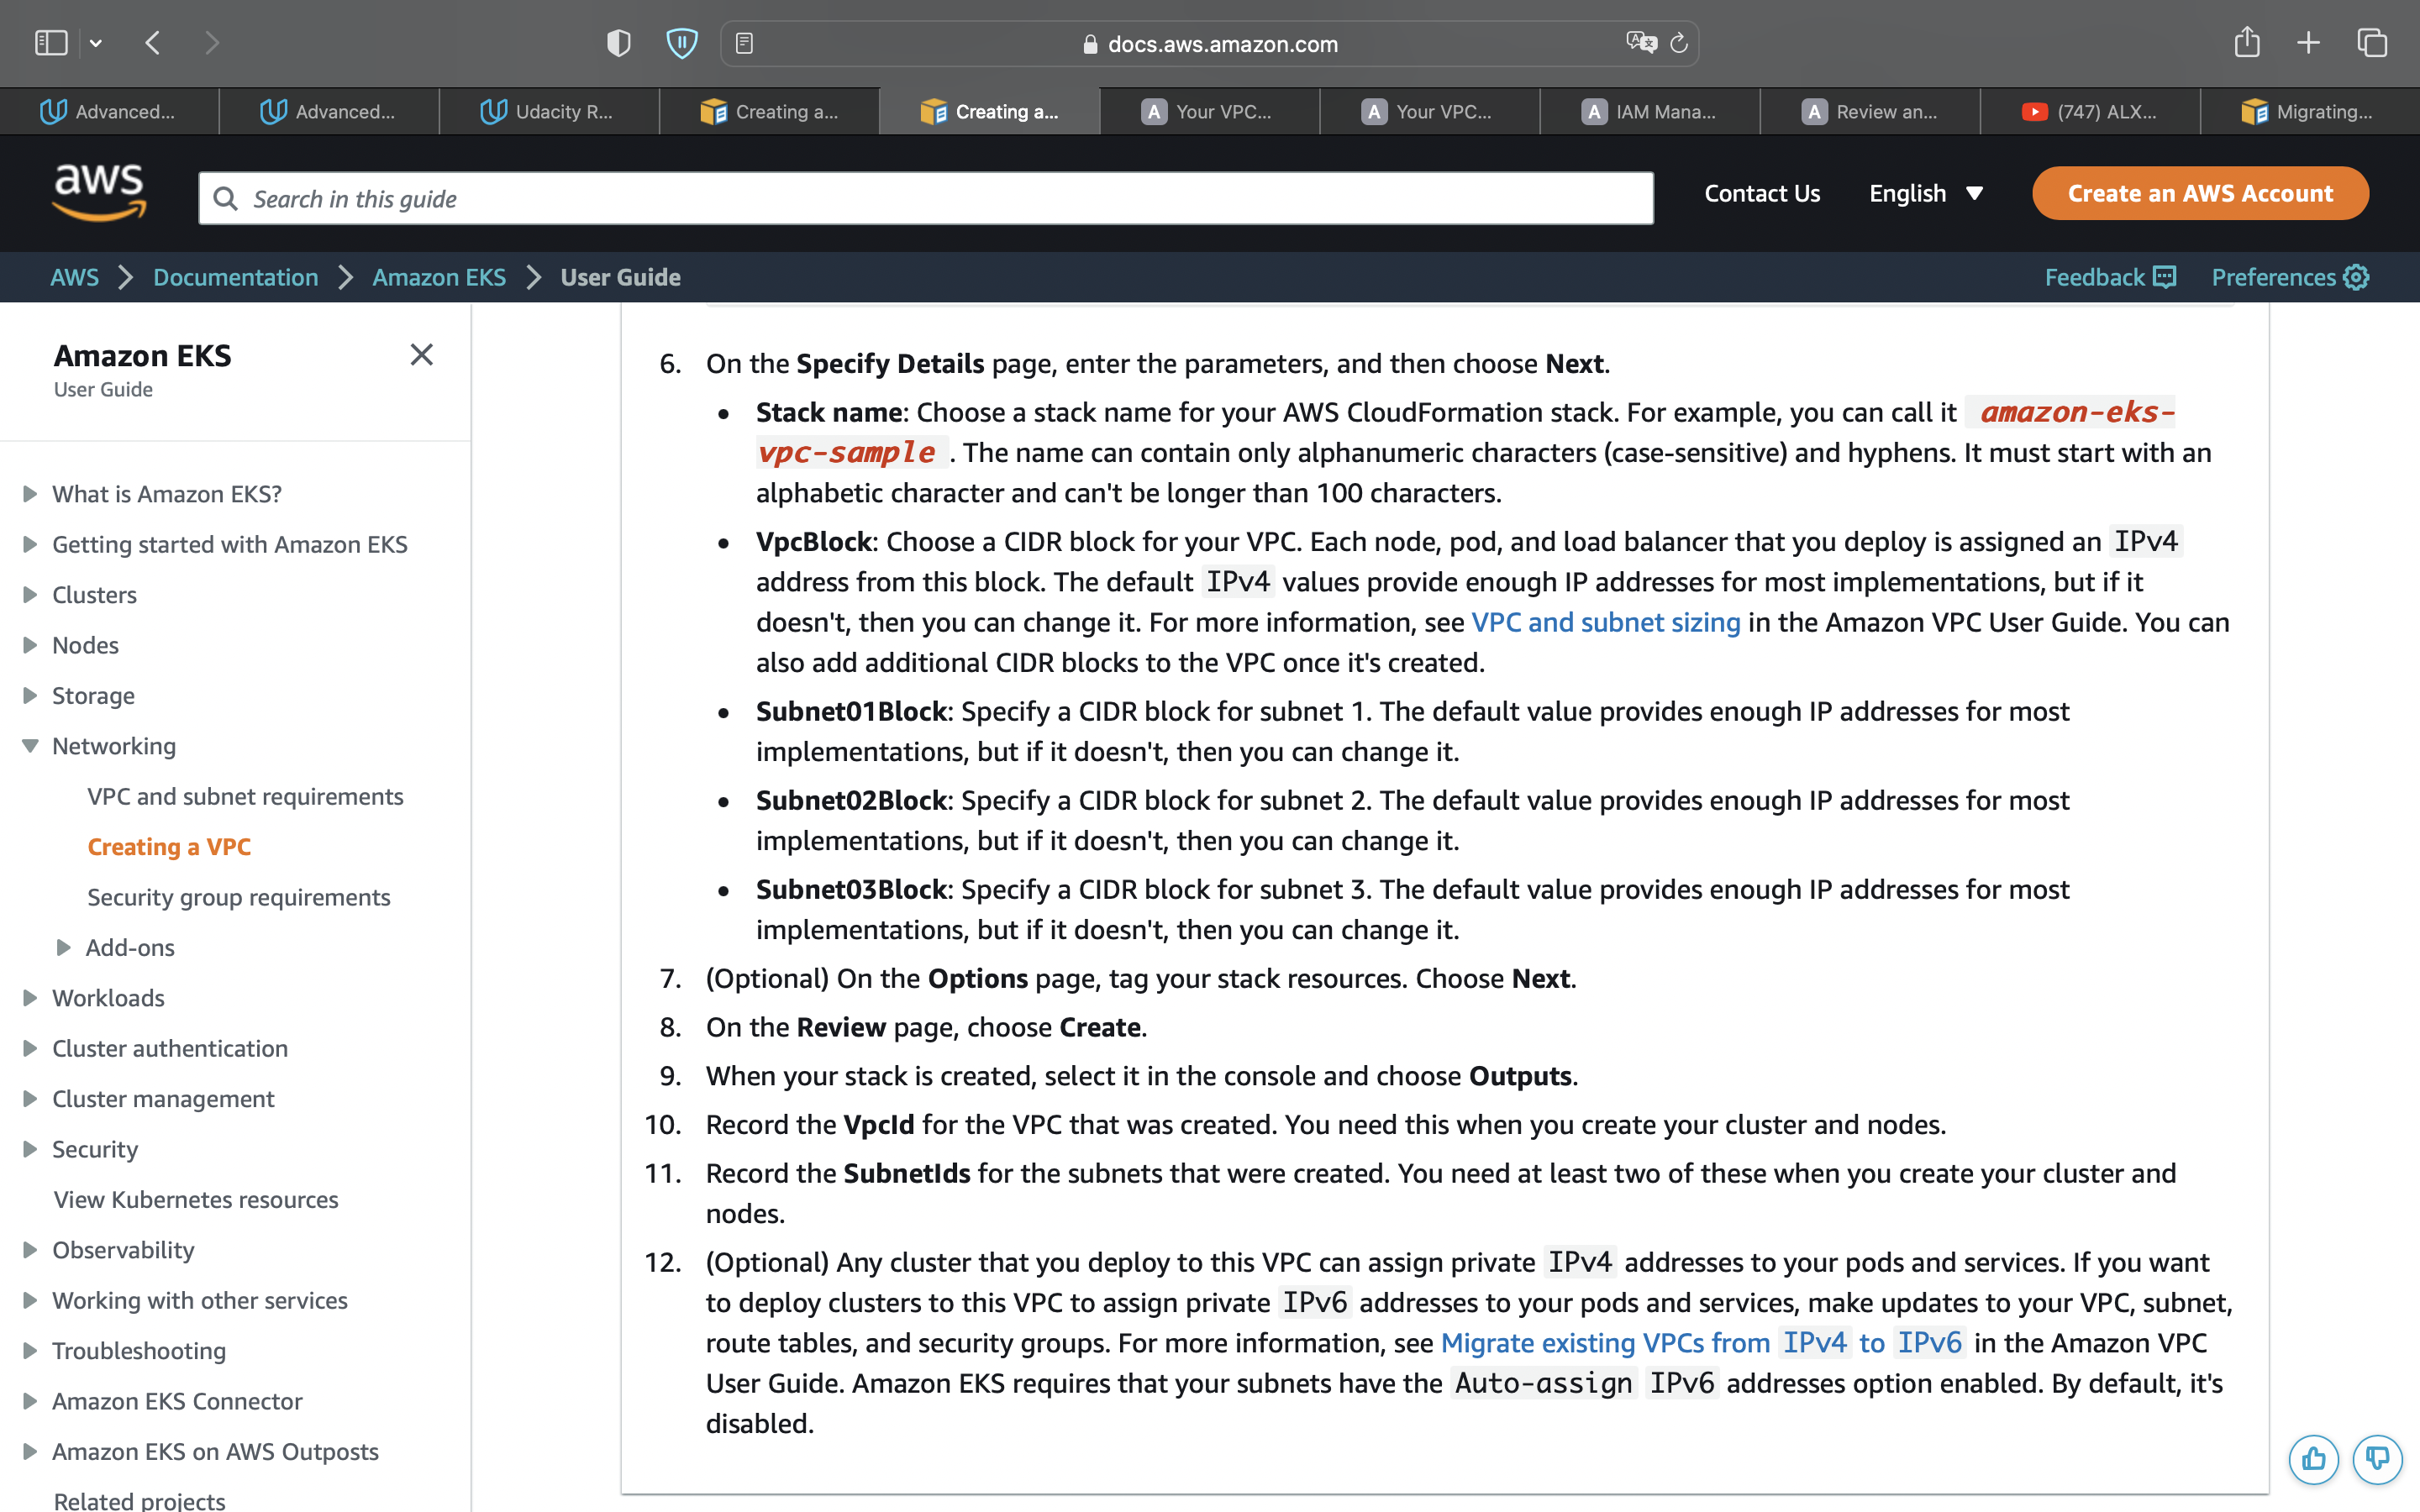 docs.aws.amazon.com
Advanced...
Advanced...
Udacity R...
Creating a...
Creating a...
A Your VPC...
A Your VPC...
A IAM Mana...
A Review an...
(747) ALX...
Migrating...
aws
Search in this guide
Contact Us
English
Create an AWS Account
AWS > Documentation > Amazon EKS > User Guide
Feedback
Preferences
Amazon EKS
User Guide
What is Amazon EKS?
Getting started with Amazon EKS
Clusters
Nodes
Storage
Networking
VPC and subnet requirements
Creating a VPC
Security group requirements
Add-ons
Workloads
Cluster authentication
Cluster management
Security
View Kubernetes resources
Observability
Working with other services
Troubleshooting
Amazon EKS Connector
Amazon EKS on AWS Outposts
Related projects
6. On the Specify Details page, enter the parameters, and then choose Next.
• Stack name: Choose a stack name for your AWS CloudFormation stack. For example, you can call it amazon-eks-
vpc-sample . The name can contain only alphanumeric characters (case-sensitive) and hyphens. It must start with an
alphabetic character and can't be longer than 100 characters.
• VpcBlock: Choose a CIDR block for your VPC. Each node, pod, and load balancer that you deploy is assigned an IPv4
address from this block. The default IPv4 values provide enough IP addresses for most implementations, but if it
doesn't, then you can change it. For more information, see VPC and subnet sizing in the Amazon VPC User Guide. You can
also add additional CIDR blocks to the VPC once it's created.
• Subnet01Block: Specify a CIDR block for subnet 1. The default value provides enough IP addresses for most
implementations, but if it doesn't, then you can change it.
• Subnet02Block: Specify a CIDR block for subnet 2. The default value provides enough IP addresses for most
implementations, but if it doesn't, then you can change it.
• Subnet03Block: Specify a CIDR block for subnet 3. The default value provides enough IP addresses for most
implementations, but if it doesn't, then you can change it.
7. (Optional) On the Options page, tag your stack resources. Choose Next.
8. On the Review page, choose Create.
9. When your stack is created, select it in the console and choose Outputs.
10. Record the VpcId for the VPC that was created. You need this when you create your cluster and nodes.
11. Record the SubnetIds for the subnets that were created. You need at least two of these when you create your cluster and
nodes.
12. (Optional) Any cluster that you deploy to this VPC can assign private IPv4 addresses to your pods and services. If you want
to deploy clusters to this VPC to assign private IPv6 addresses to your pods and services, make updates to your VPC, subnet,
route tables, and security groups. For more information, see Migrate existing VPCs from IPv4 to IPv6 in the Amazon VPC
User Guide. Amazon EKS requires that your subnets have the Auto-assign IPv6 addresses option enabled. By default, it's
disabled.